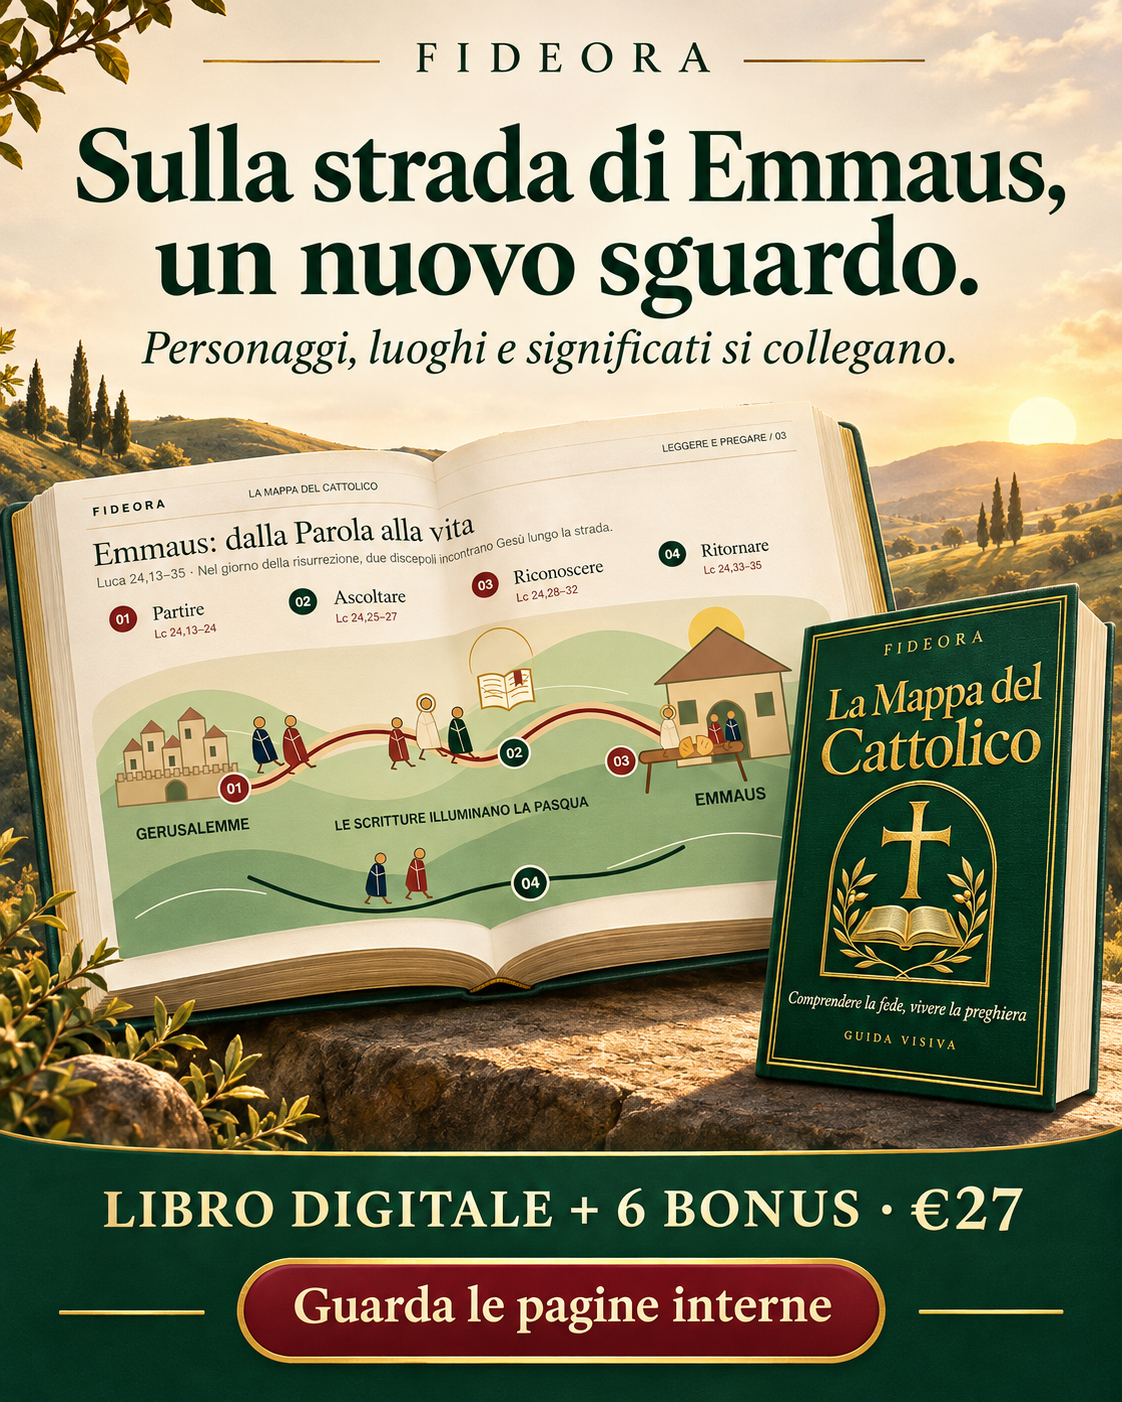 FIDEORA
Sulla strada di Emmaus,
un nuovo sguardo.
Personaggi, luoghi e significati si collegano.
FIDEORA
LA MAPPA DEL CATTOLICO
LEGGERE E PREGARE / 03
Emmaus: dalla Parola alla vita
Luca 24,13–35 · Nel giorno della risurrezione, due discepoli incontrano Gesù lungo la strada.
01 Partire
Lc 24,13–24
02 Ascoltare
Lc 24,25–27
03 Riconoscere
Lc 24,28–32
04 Ritornare
Lc 24,33–35
01
02
03
GERUSALEMME
LE SCRITTURE ILLUMINANO LA PASQUA
EMMAUS
04
FIDEORA
La Mappa del
Cattolico
Comprendere la fede, vivere la preghiera
GUIDA VISIVA
LIBRO DIGITALE + 6 BONUS · €27
Guarda le pagine interne